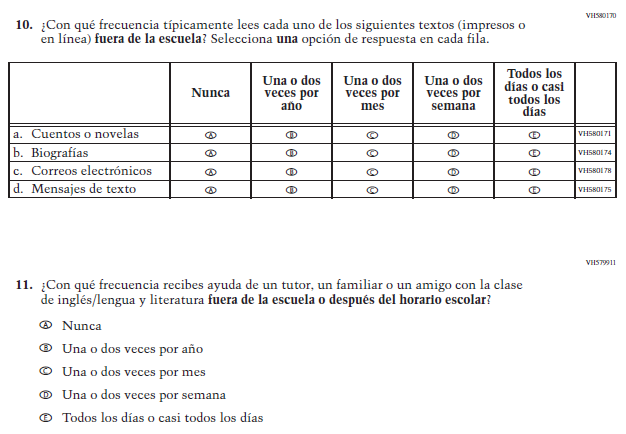 VH580170
10. ¿Con qué frecuencia típicamente lees cada uno de los siguientes textos (impresos o
en línea) fuera de la escuela? Selecciona una opción de respuesta en cada fila.
Nunca
Una o dos
veces por
año
Una o dos
veces por
mes
Una o dos
veces por
semana
Todos los
días o casi
todos los
días
a. Cuentos o novelas A B C D E VH580171
b. Biografías A B C D E VH580174
c. Correos electrónicos A B C D E VH580178
d. Mensajes de texto A B C D E VH580175
VH579911
11. ¿Con qué frecuencia recibes ayuda de un tutor, un familiar o un amigo con la clase
de inglés/lengua y literatura fuera de la escuela o después del horario escolar?
A Nunca
B Una o dos veces por año
C Una o dos veces por mes
D Una o dos veces por semana
E Todos los días o casi todos los días